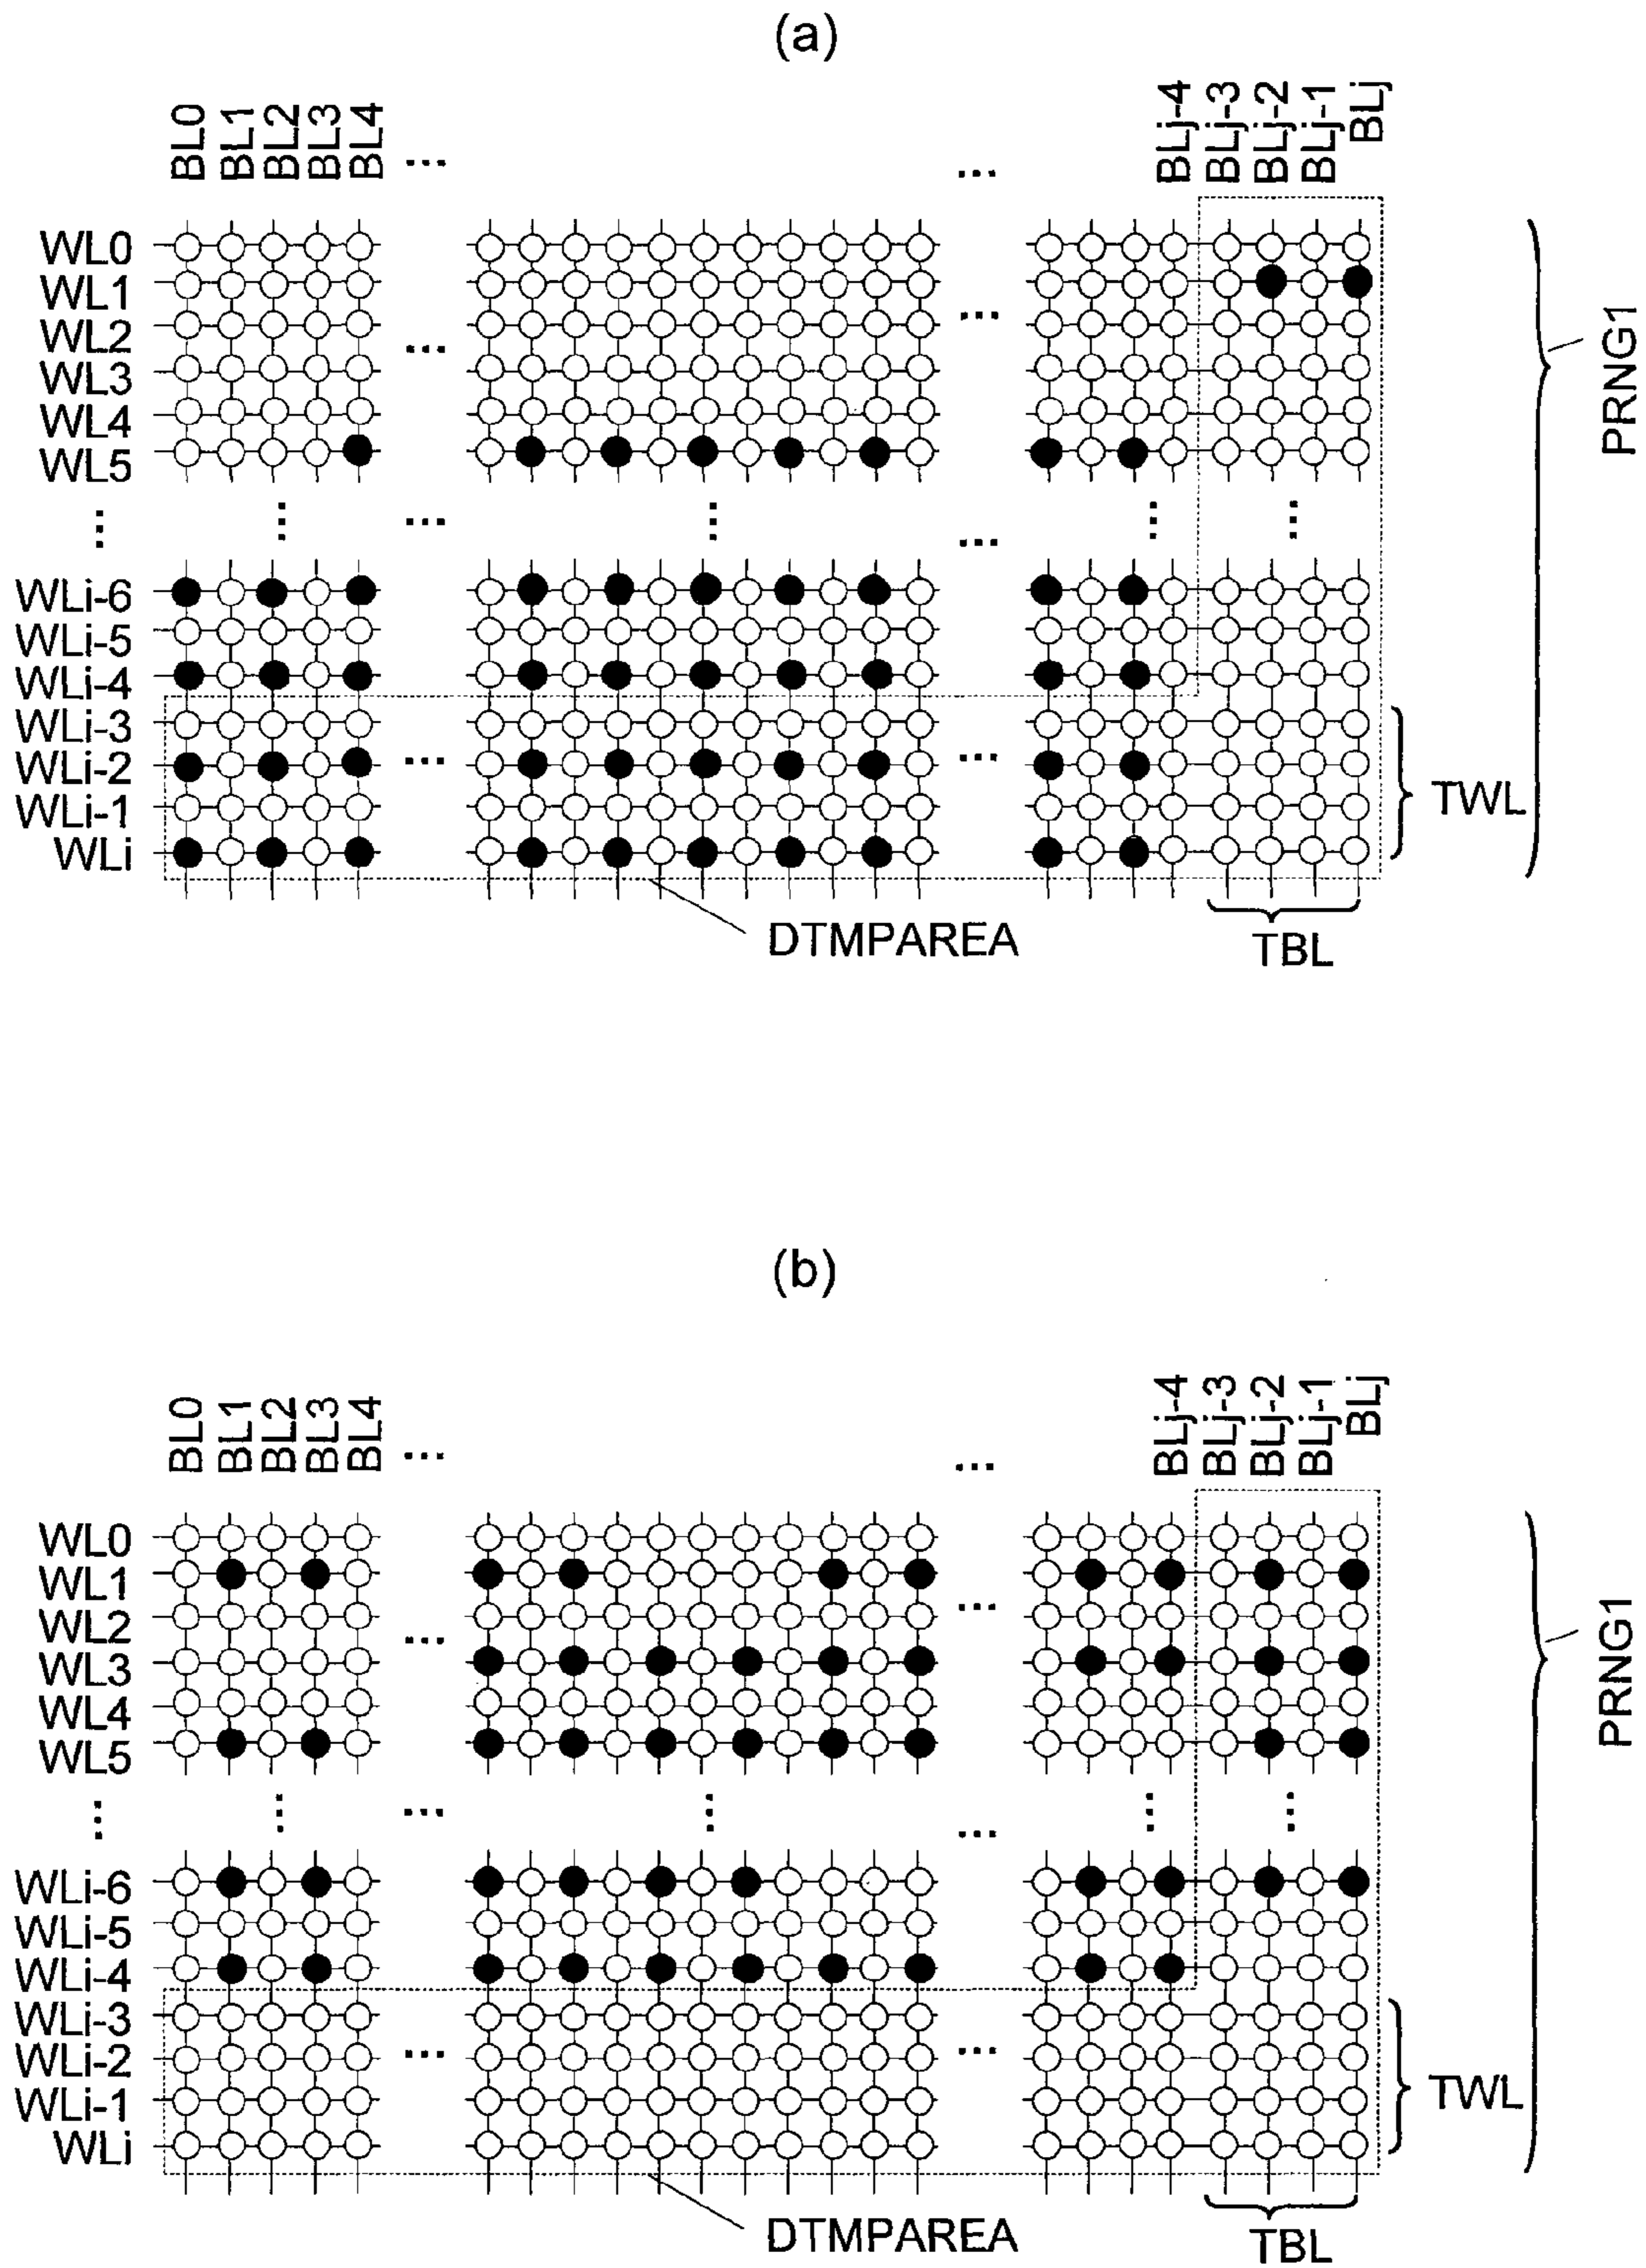 (a)
BL0 BL1 BL2 BL3 BL4 ... ... BLj-4 BLj-3 BLj-2 BLj-1 BLj
WL0
WL1
...
WL2
...
WL3
WL4
WL5
PRNG1
... ... ... ... ... ... ...
WLi-6
WLi-5
WLi-4
WLi-3
WLi-2 ... ...
WLi-1
TWL
WLi
DTMPAREA
TBL
(b)
BL0 BL1 BL2 BL3 BL4 ... ... BLj-4 BLj-3 BLj-2 BLj-1 BLj
WL0
WL1
...
WL2
...
WL3
WL4
WL5
PRNG1
... ... ... ... ... ... ...
WLi-6
WLi-5
WLi-4
WLi-3
WLi-2 ... ...
WLi-1
TWL
WLi
DTMPAREA
TBL